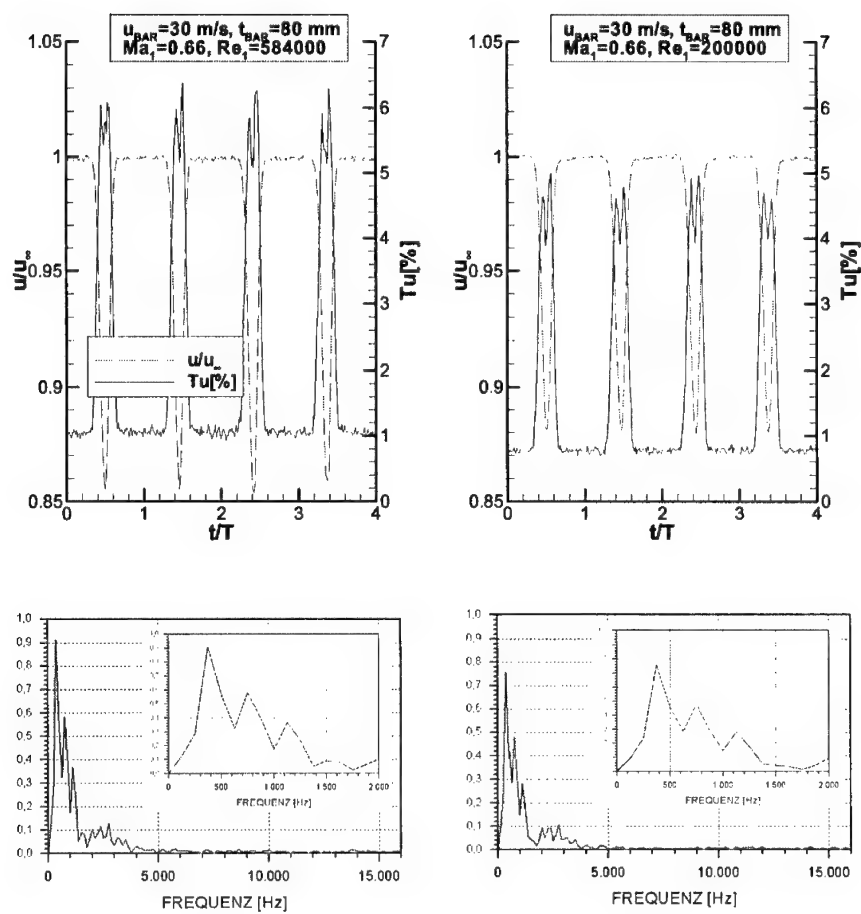 u_BAR=30 m/s, t_BAR=80 mm
Ma₁=0.66, Re₁=584000
1.05
1
0.95
0.9
0.85
u/u∞
7
6
5
4
3
2
1
0
Tu[%]
u/u∞
Tu[%]
0 1 2 3 4
t/T
u_BAR=30 m/s, t_BAR=80 mm
Ma₁=0.66, Re₁=200000
1.05
1
0.95
0.9
0.85
u/u∞
7
6
5
4
3
2
1
0
Tu[%]
0 1 2 3 4
t/T
1,0
0,9
0,8
0,7
0,6
0,5
0,4
0,3
0,2
0,1
0,0
0 500 1 000 1 500 2 000
FREQUENZ [Hz]
0 5.000 10.000 15.000
FREQUENZ [Hz]
1,0
0,9
0,8
0,7
0,6
0,5
0,4
0,3
0,2
0,1
0,0
0 500 1 000 1 500 2 000
FREQUENZ [Hz]
0 5.000 10.000 15.000
FREQUENZ [Hz]